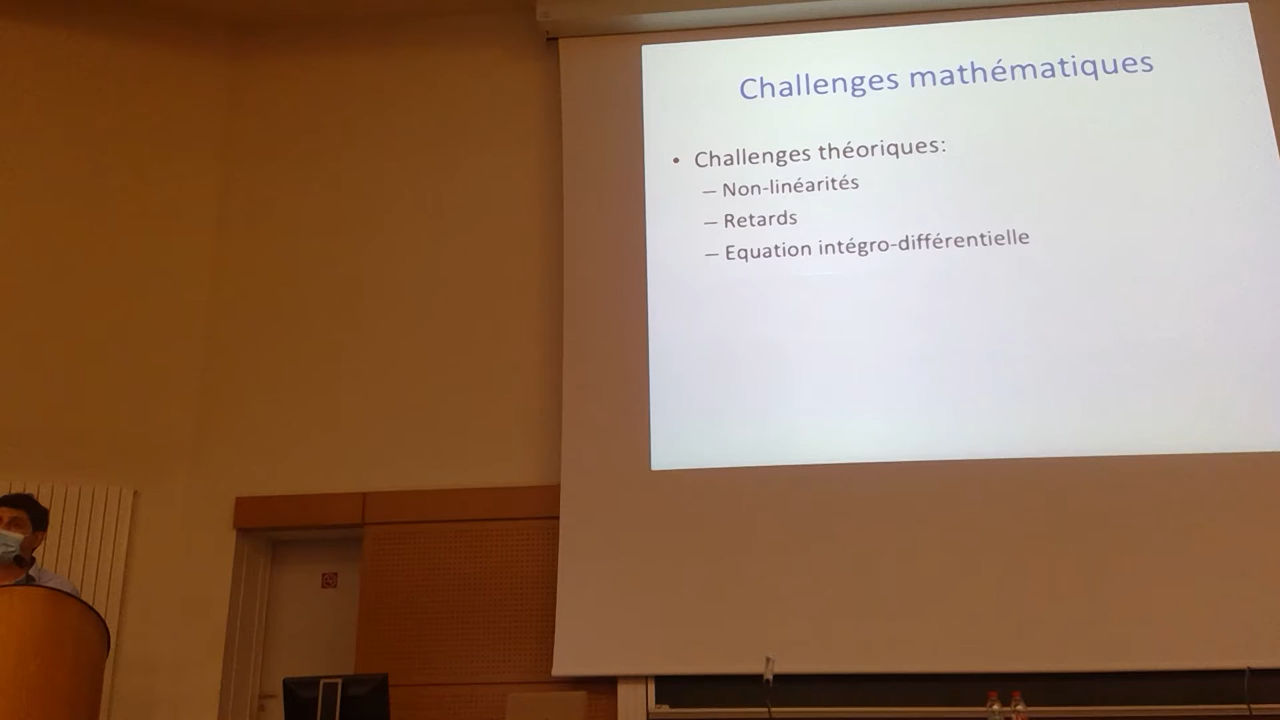 Challenges mathématiques
• Challenges théoriques:
– Non-linéarités
– Retards
– Equation intégro-différentielle